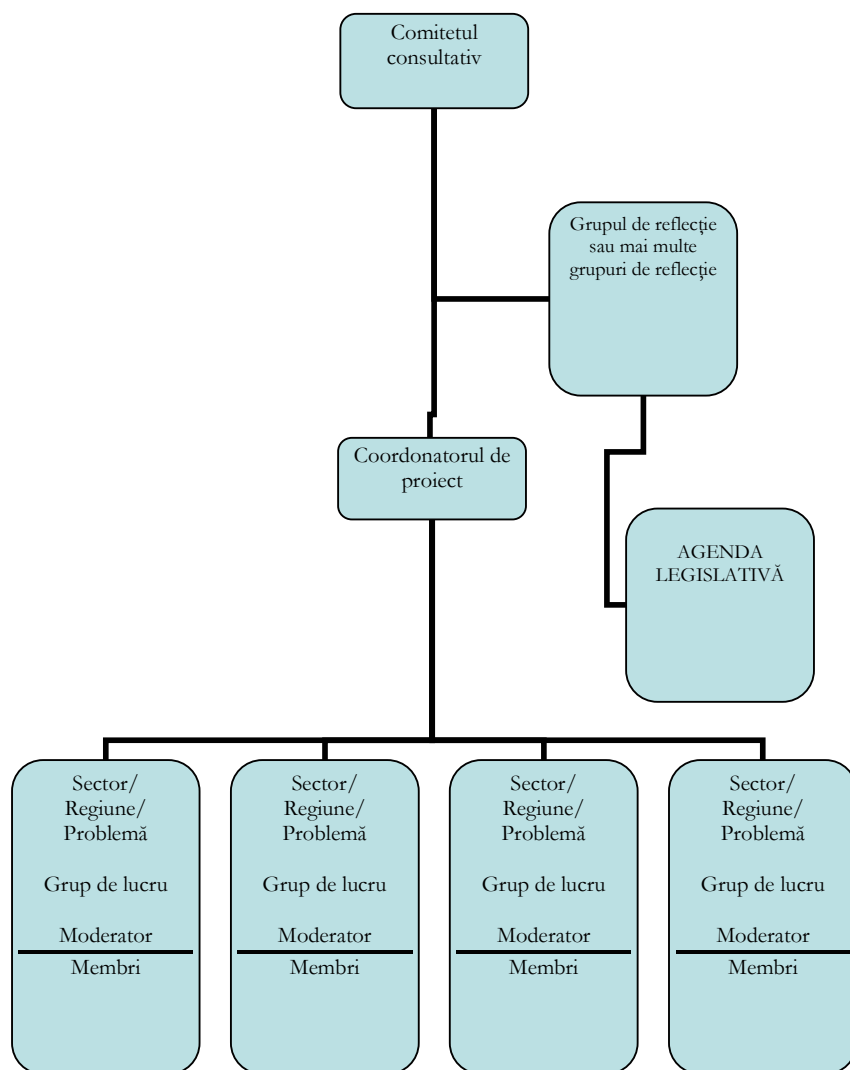 Comitetul
consultativ
Grupul de reflecție
sau mai multe
grupuri de reflecție
Coordonatorul de
proiect
AGENDA
LEGISLATIVĂ
Sector/
Regiune/
Problemă
Grup de lucru
Moderator
Membri
Sector/
Regiune/
Problemă
Grup de lucru
Moderator
Membri
Sector/
Regiune/
Problemă
Grup de lucru
Moderator
Membri
Sector/
Regiune/
Problemă
Grup de lucru
Moderator
Membri